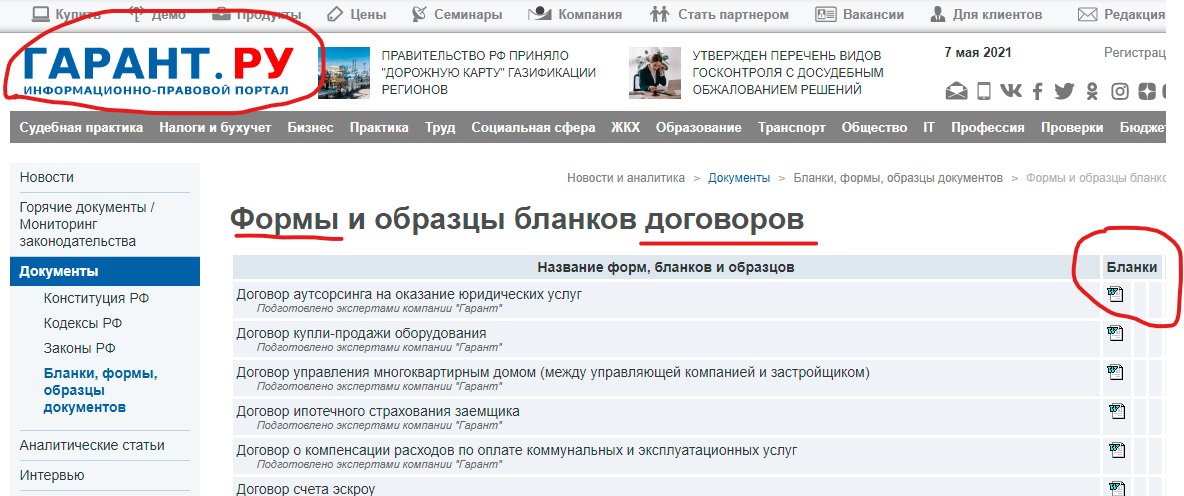 Купить Демо Продукты Цены Семинары Компания Стать партнером Вакансии Для клиентов Редакция
ГАРАНТ.РУ
ИНФОРМАЦИОННО-ПРАВОВОЙ ПОРТАЛ
ПРАВИТЕЛЬСТВО РФ ПРИНЯЛО
"ДОРОЖНУЮ КАРТУ" ГАЗИФИКАЦИИ
РЕГИОНОВ
УТВЕРЖДЕН ПЕРЕЧЕНЬ ВИДОВ
ГОСКОНТРОЛЯ С ДОСУДЕБНЫМ
ОБЖАЛОВАНИЕМ РЕШЕНИЙ
7 мая 2021
Регистрац
Судебная практика Налоги и бухучет Бизнес Практика Труд Социальная сфера ЖКХ Образование Транспорт Общество IT Профессия Проверки Бюджет
Новости
Горячие документы /
Мониторинг
законодательства
Документы
Конституция РФ
Кодексы РФ
Законы РФ
Бланки, формы,
образцы
документов
Аналитические статьи
Интервью
Новости и аналитика > Документы > Бланки, формы, образцы документов > Формы и образцы бланко
Формы и образцы бланков договоров
Название форм, бланков и образцов Бланки
Договор аутсорсинга на оказание юридических услуг
Подготовлено экспертами компании "Гарант"
Договор купли-продажи оборудования
Подготовлено экспертами компании "Гарант"
Договор управления многоквартирным домом (между управляющей компанией и застройщиком)
Подготовлено экспертами компании "Гарант"
Договор ипотечного страхования заемщика
Подготовлено экспертами компании "Гарант"
Договор о компенсации расходов по оплате коммунальных и эксплуатационных услуг
Подготовлено экспертами компании "Гарант"
Договор счета эскроу